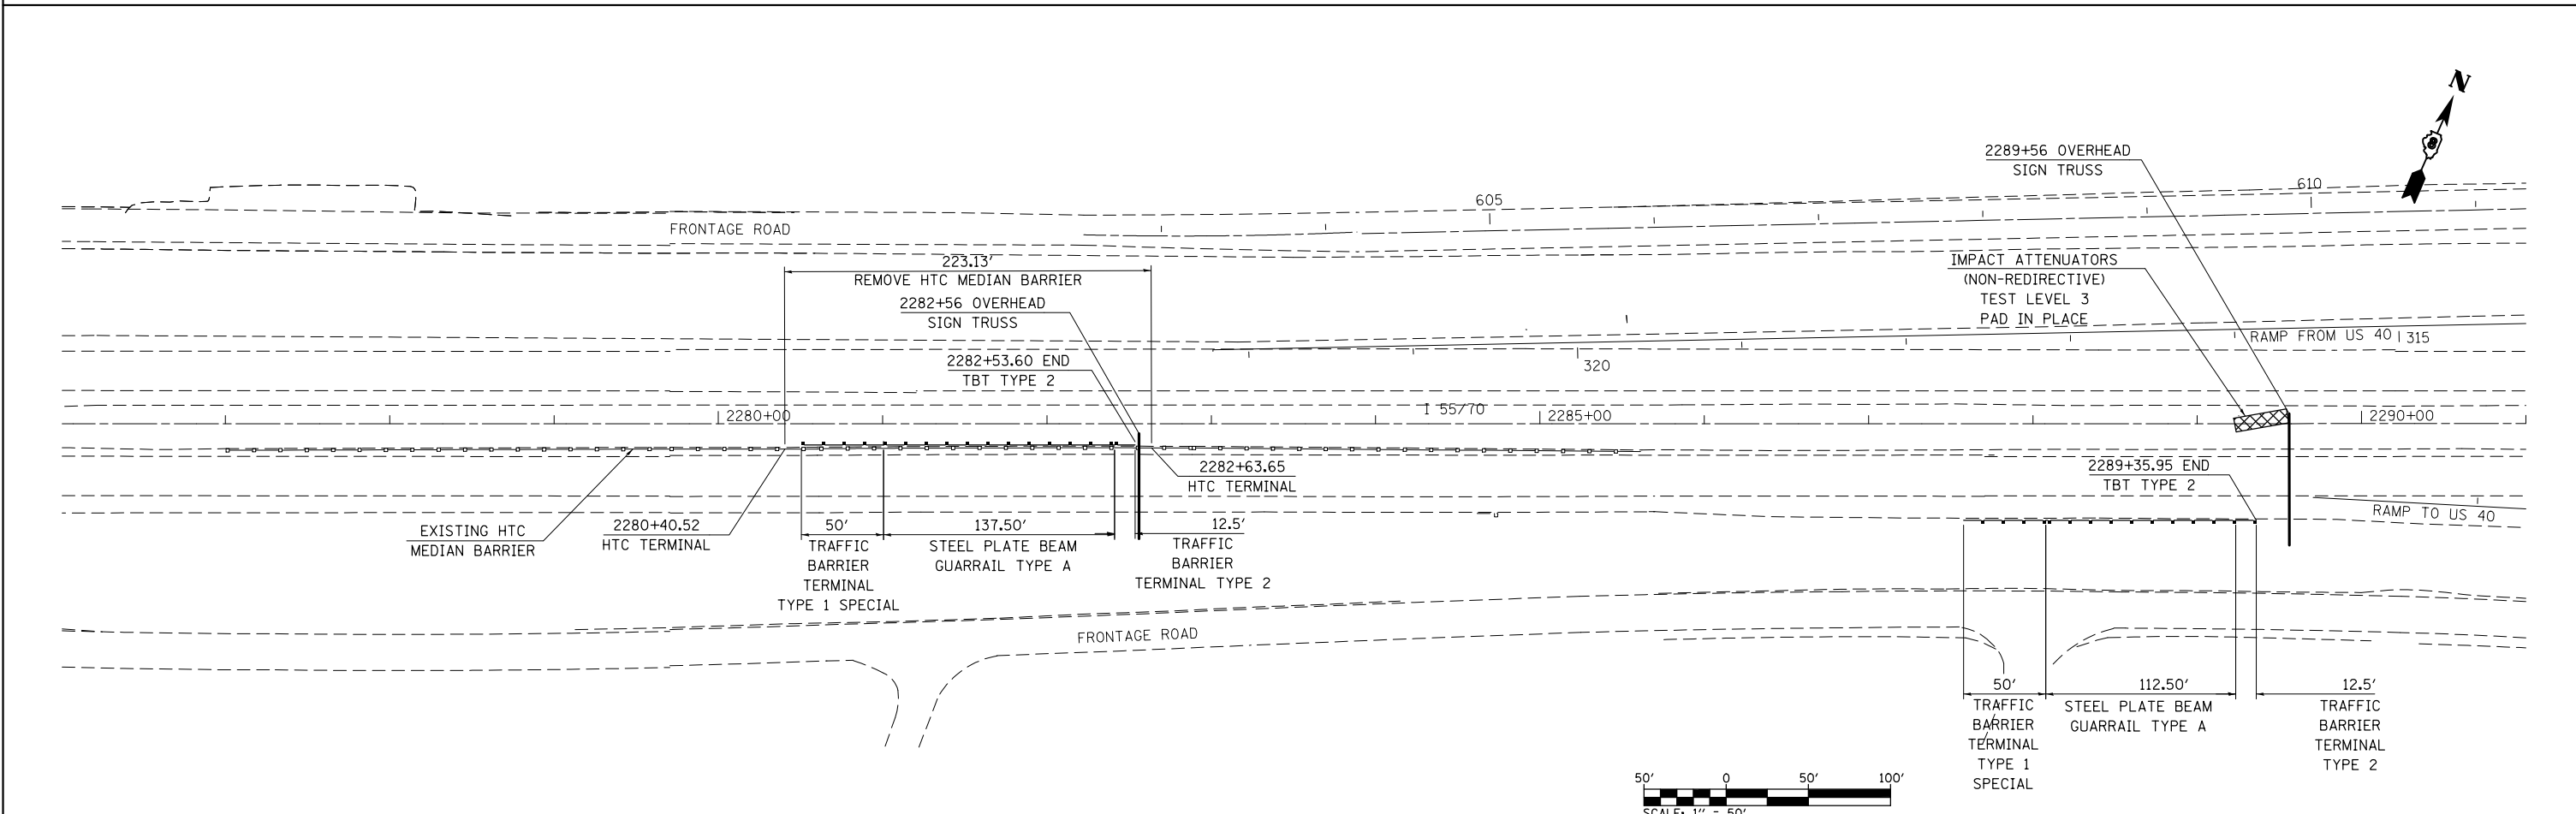 N
2289+56 OVERHEAD
SIGN TRUSS
605
610
FRONTAGE ROAD
223.13'
REMOVE HTC MEDIAN BARRIER
IMPACT ATTENUATORS
(NON-REDIRECTIVE)
TEST LEVEL 3
PAD IN PLACE
2282+56 OVERHEAD
SIGN TRUSS
RAMP FROM US 40
315
2282+53.60 END
TBT TYPE 2
320
2280+00
I 55/70
2285+00
2290+00
2282+63.65
HTC TERMINAL
2289+35.95 END
TBT TYPE 2
RAMP TO US 40
EXISTING HTC
MEDIAN BARRIER
2280+40.52
HTC TERMINAL
50'
TRAFFIC
BARRIER
TERMINAL
TYPE 1 SPECIAL
137.50'
STEEL PLATE BEAM
GUARRAIL TYPE A
12.5'
TRAFFIC
BARRIER
TERMINAL TYPE 2
FRONTAGE ROAD
50'
TRAFFIC
BARRIER
TERMINAL
TYPE 1
SPECIAL
112.50'
STEEL PLATE BEAM
GUARRAIL TYPE A
12.5'
TRAFFIC
BARRIER
TERMINAL
TYPE 2
50' 0 50' 100'
SCALE: 1" = 50'